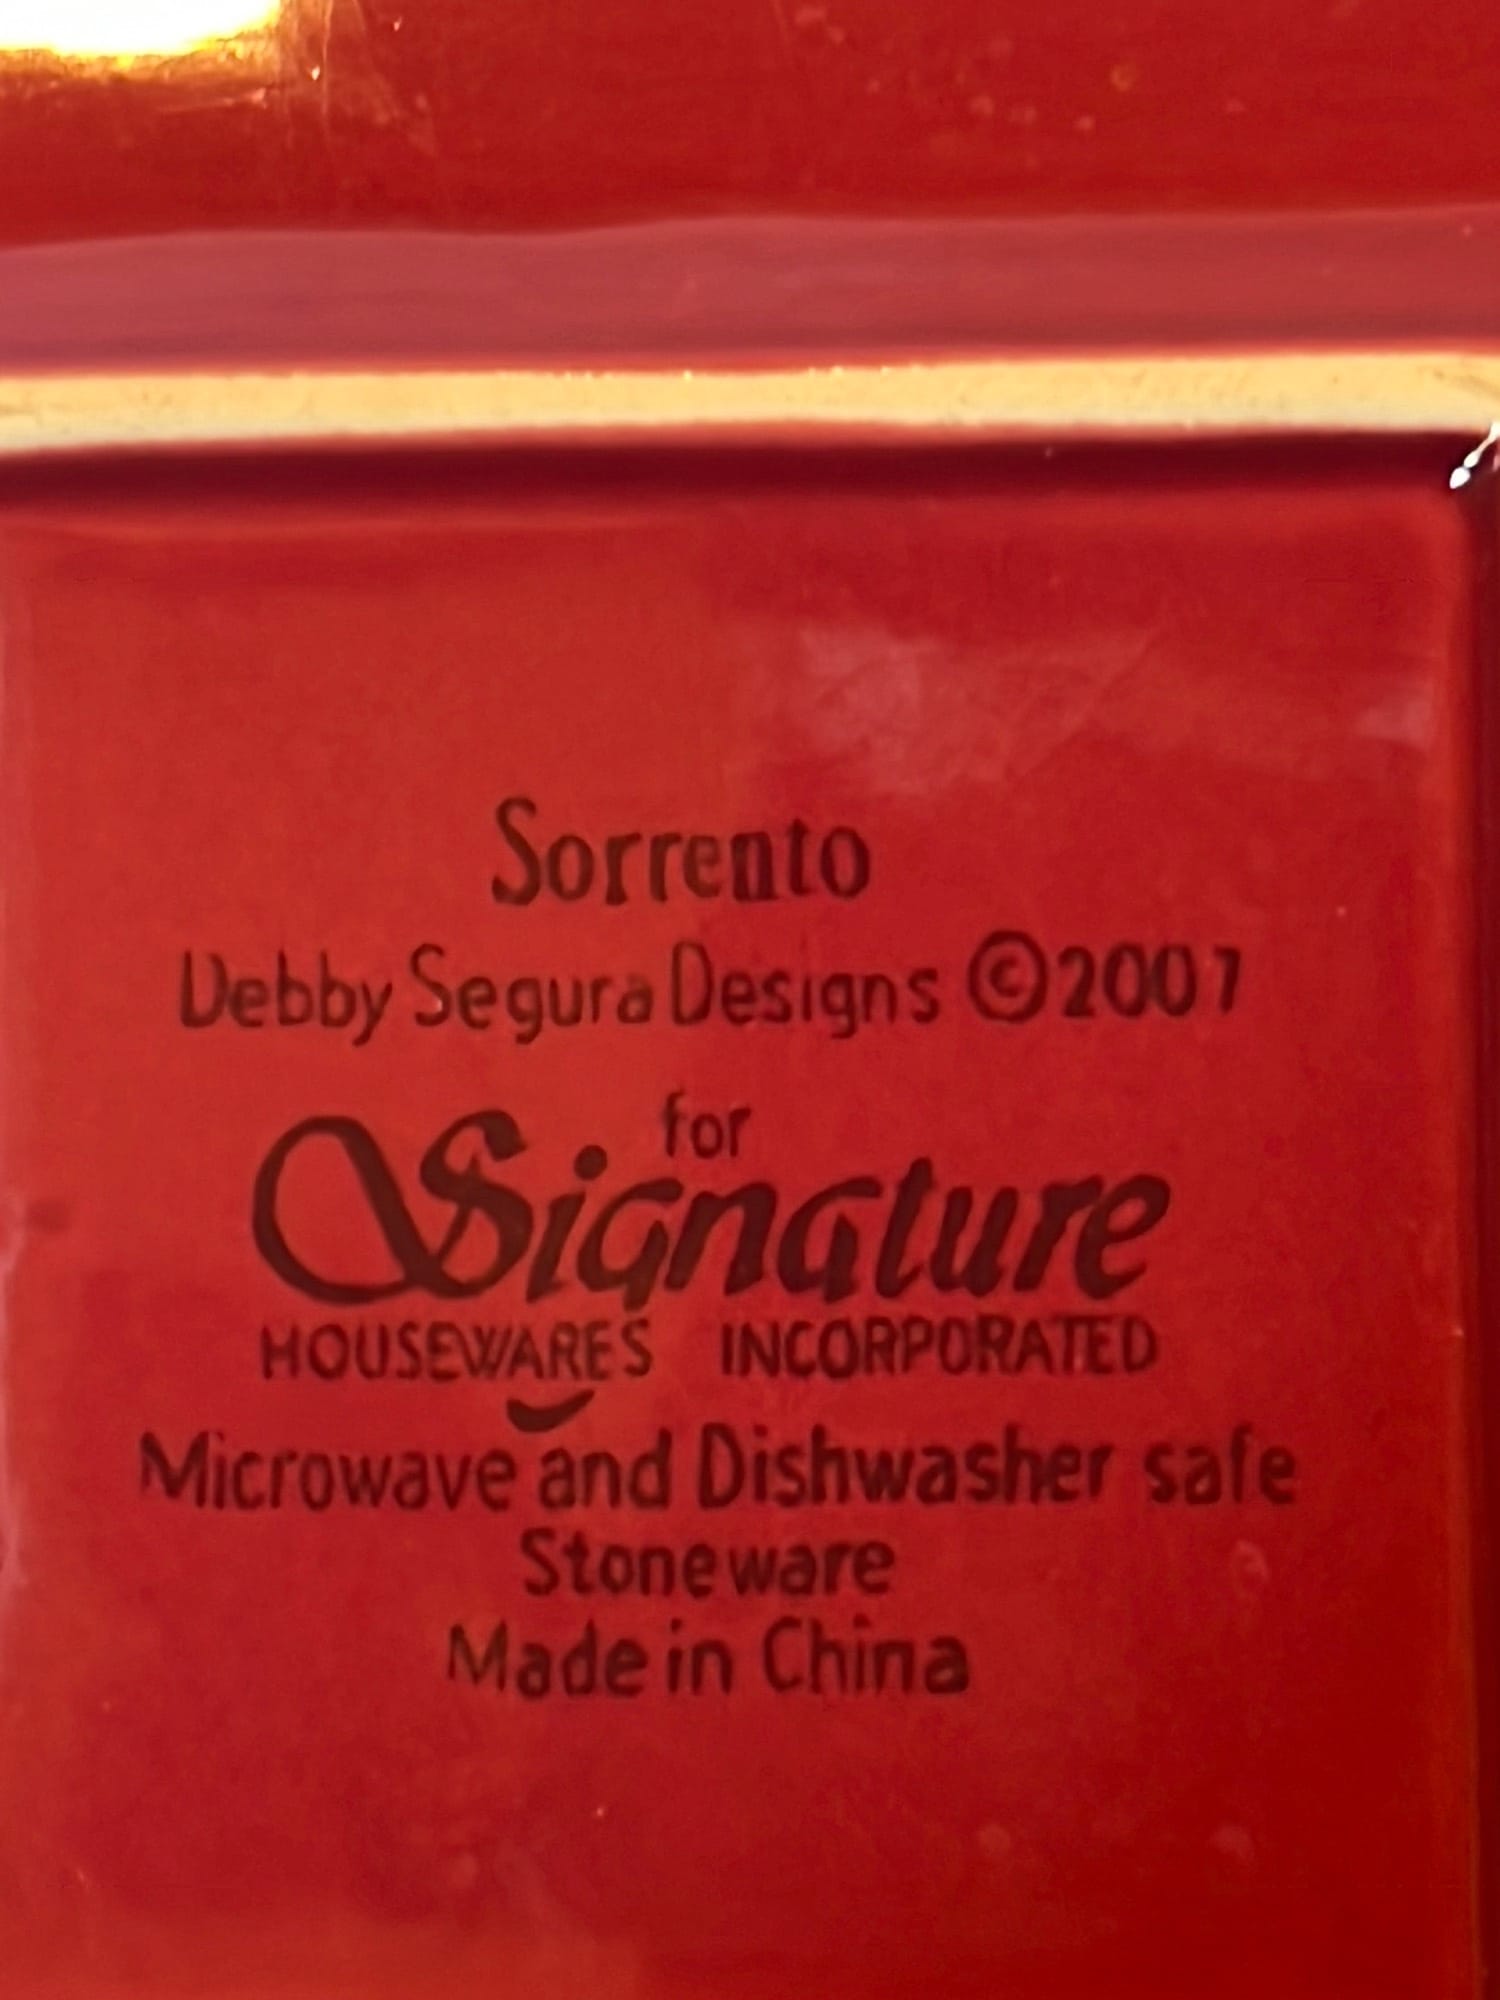 Sorrento
Debby Segura Designs ©2007
for
Signature
HOUSEWARES INCORPORATED
Microwave and Dishwasher safe
Stoneware
Made in China